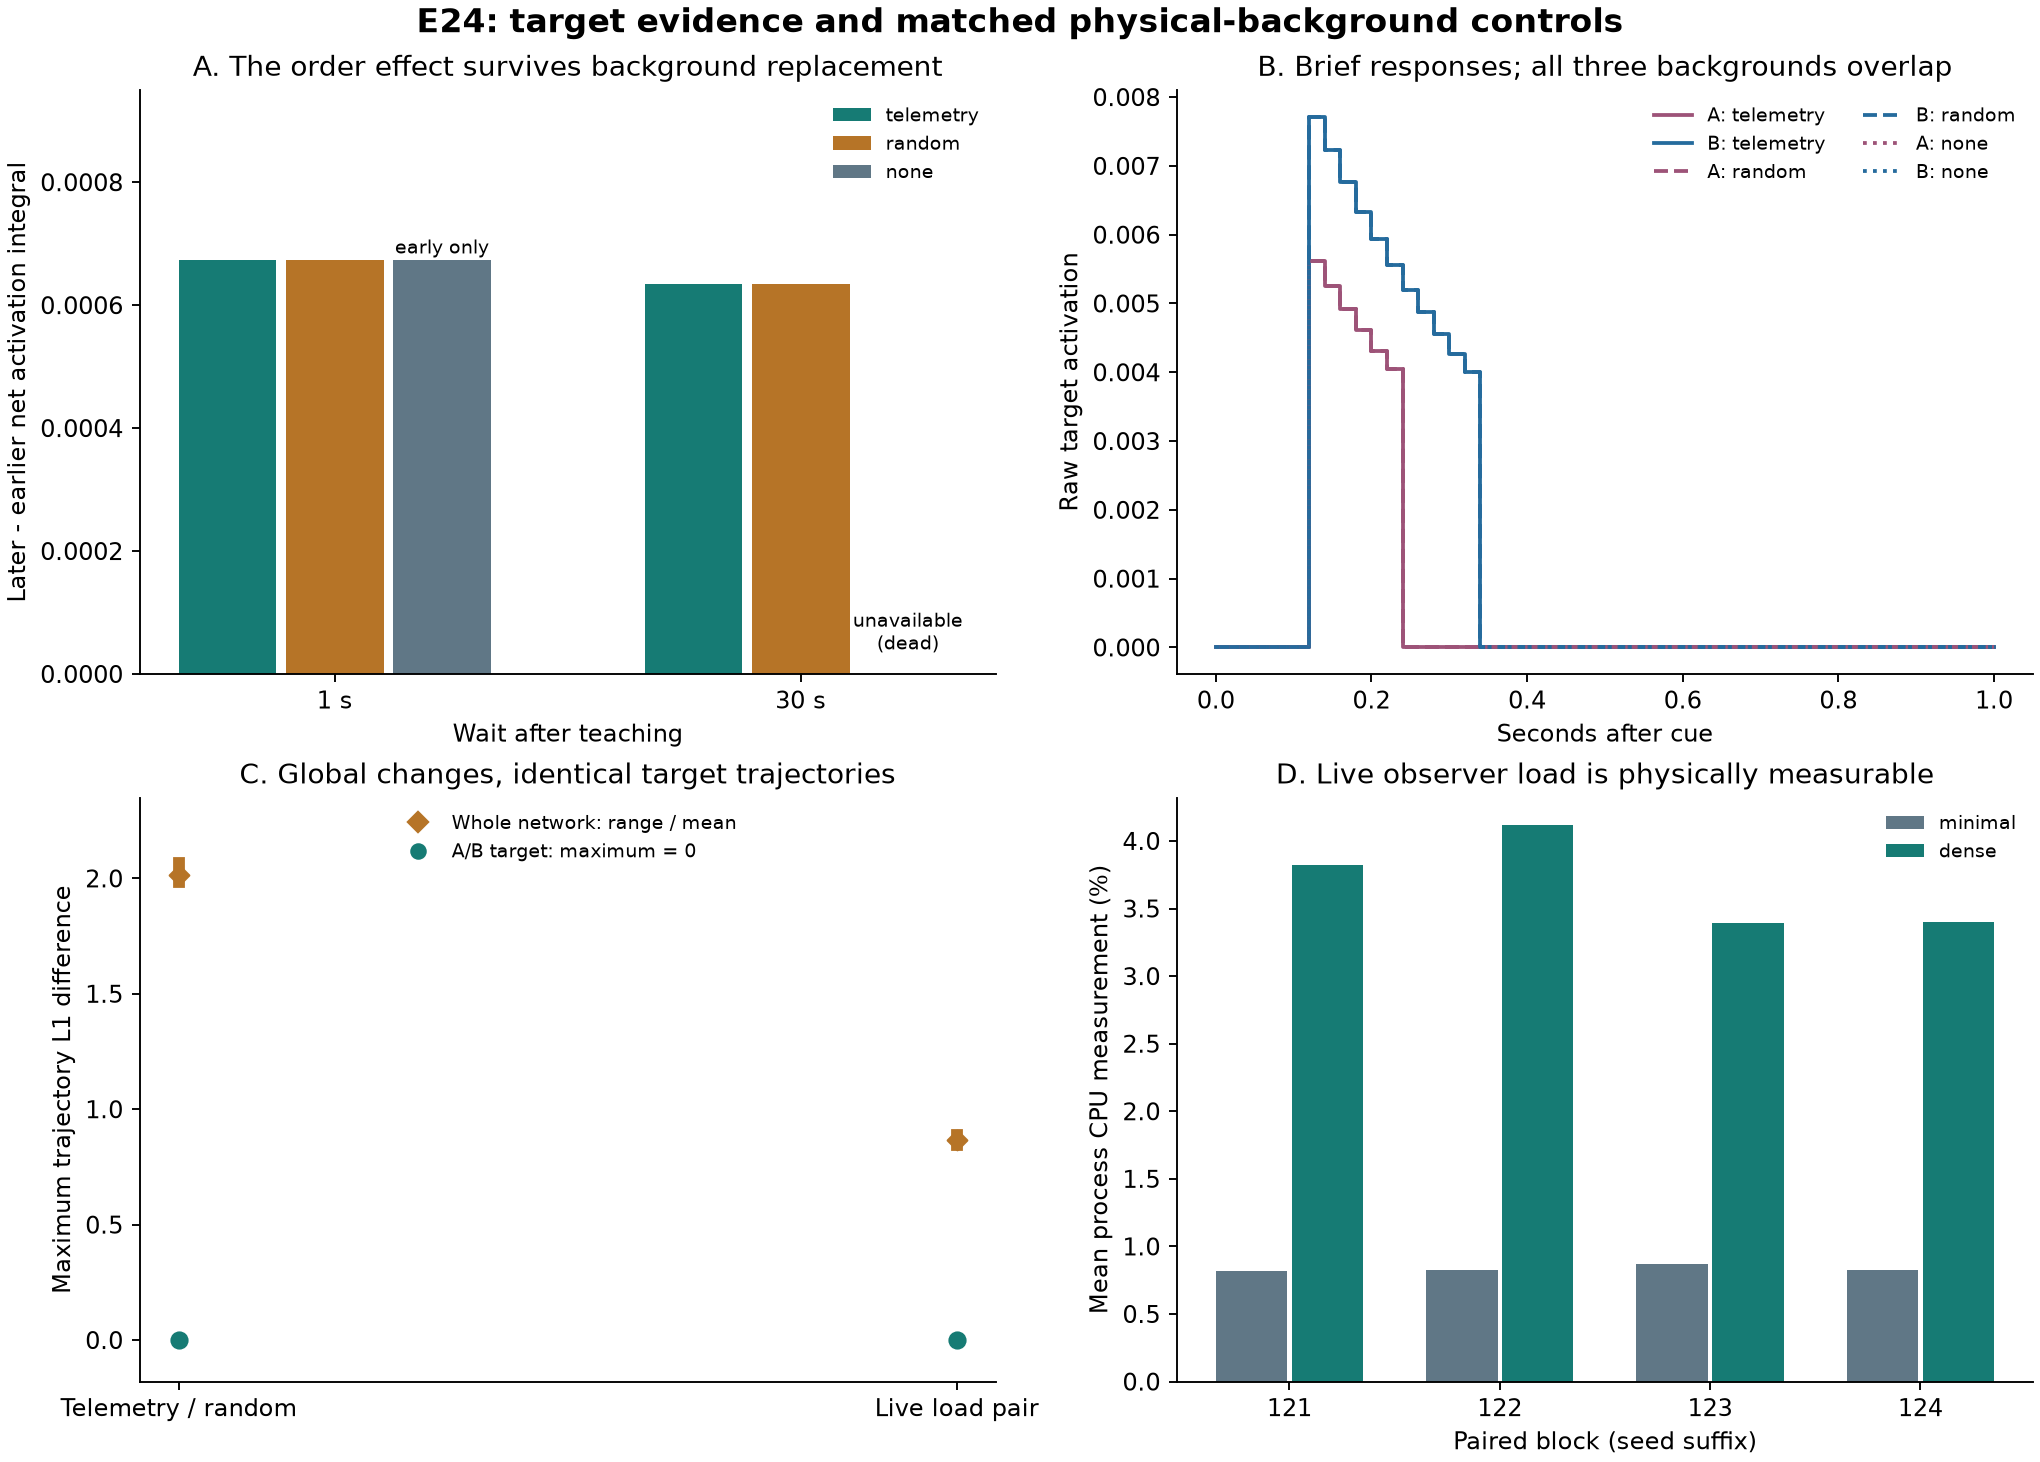 E24: target evidence and matched physical-background controls
A. The order effect survives background replacement
Later - earlier net activation integral
0.0008
0.0006
0.0004
0.0002
0.0000
telemetry
random
none
early only
unavailable
(dead)
1 s
30 s
Wait after teaching
B. Brief responses; all three backgrounds overlap
Raw target activation
0.008
0.007
0.006
0.005
0.004
0.003
0.002
0.001
0.000
A: telemetry
B: telemetry
A: random
B: random
A: none
B: none
0.0
0.2
0.4
0.6
0.8
1.0
Seconds after cue
C. Global changes, identical target trajectories
Maximum trajectory L1 difference
2.0
1.5
1.0
0.5
0.0
Whole network: range / mean
A/B target: maximum = 0
Telemetry / random
Live load pair
D. Live observer load is physically measurable
Mean process CPU measurement (%)
4.0
3.5
3.0
2.5
2.0
1.5
1.0
0.5
0.0
minimal
dense
121
122
123
124
Paired block (seed suffix)